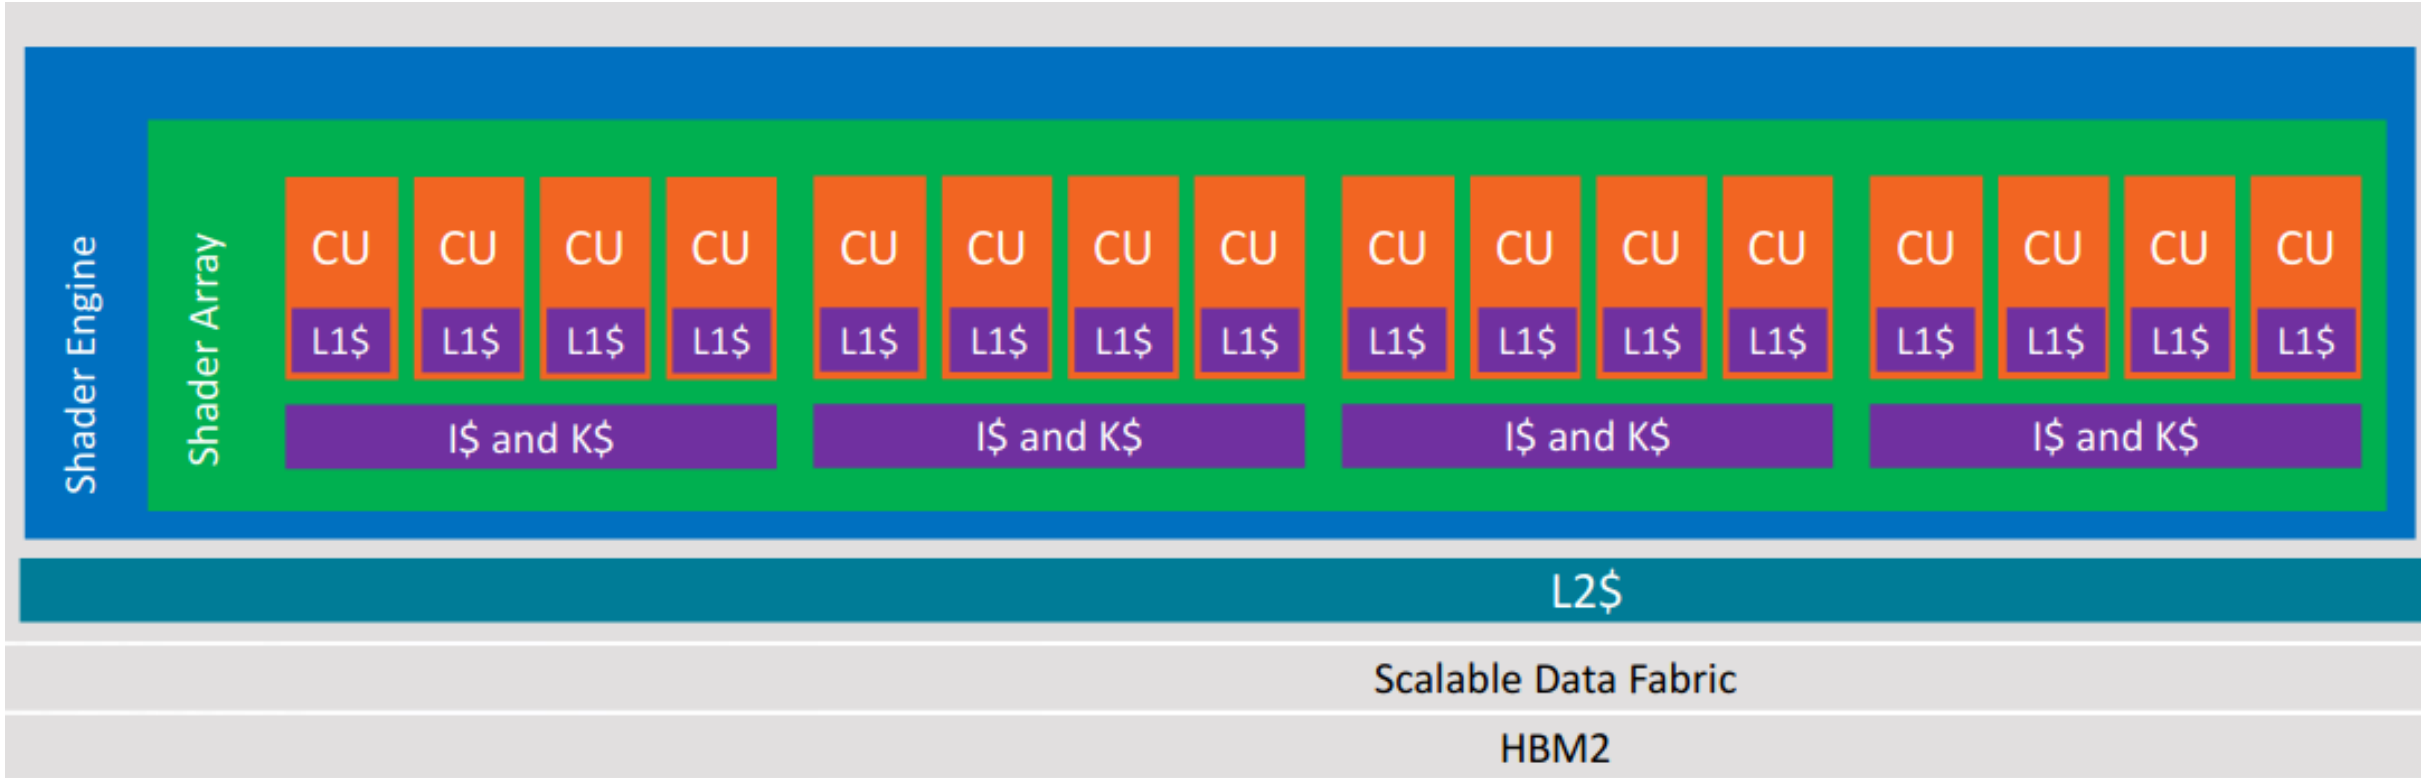 Shader Engine
Shader Array
CU CU CU CU CU CU CU CU CU CU CU CU CU CU CU CU
L1$ L1$ L1$ L1$ L1$ L1$ L1$ L1$ L1$ L1$ L1$ L1$ L1$ L1$ L1$ L1$
I$ and K$ I$ and K$ I$ and K$ I$ and K$
L2$
Scalable Data Fabric
HBM2